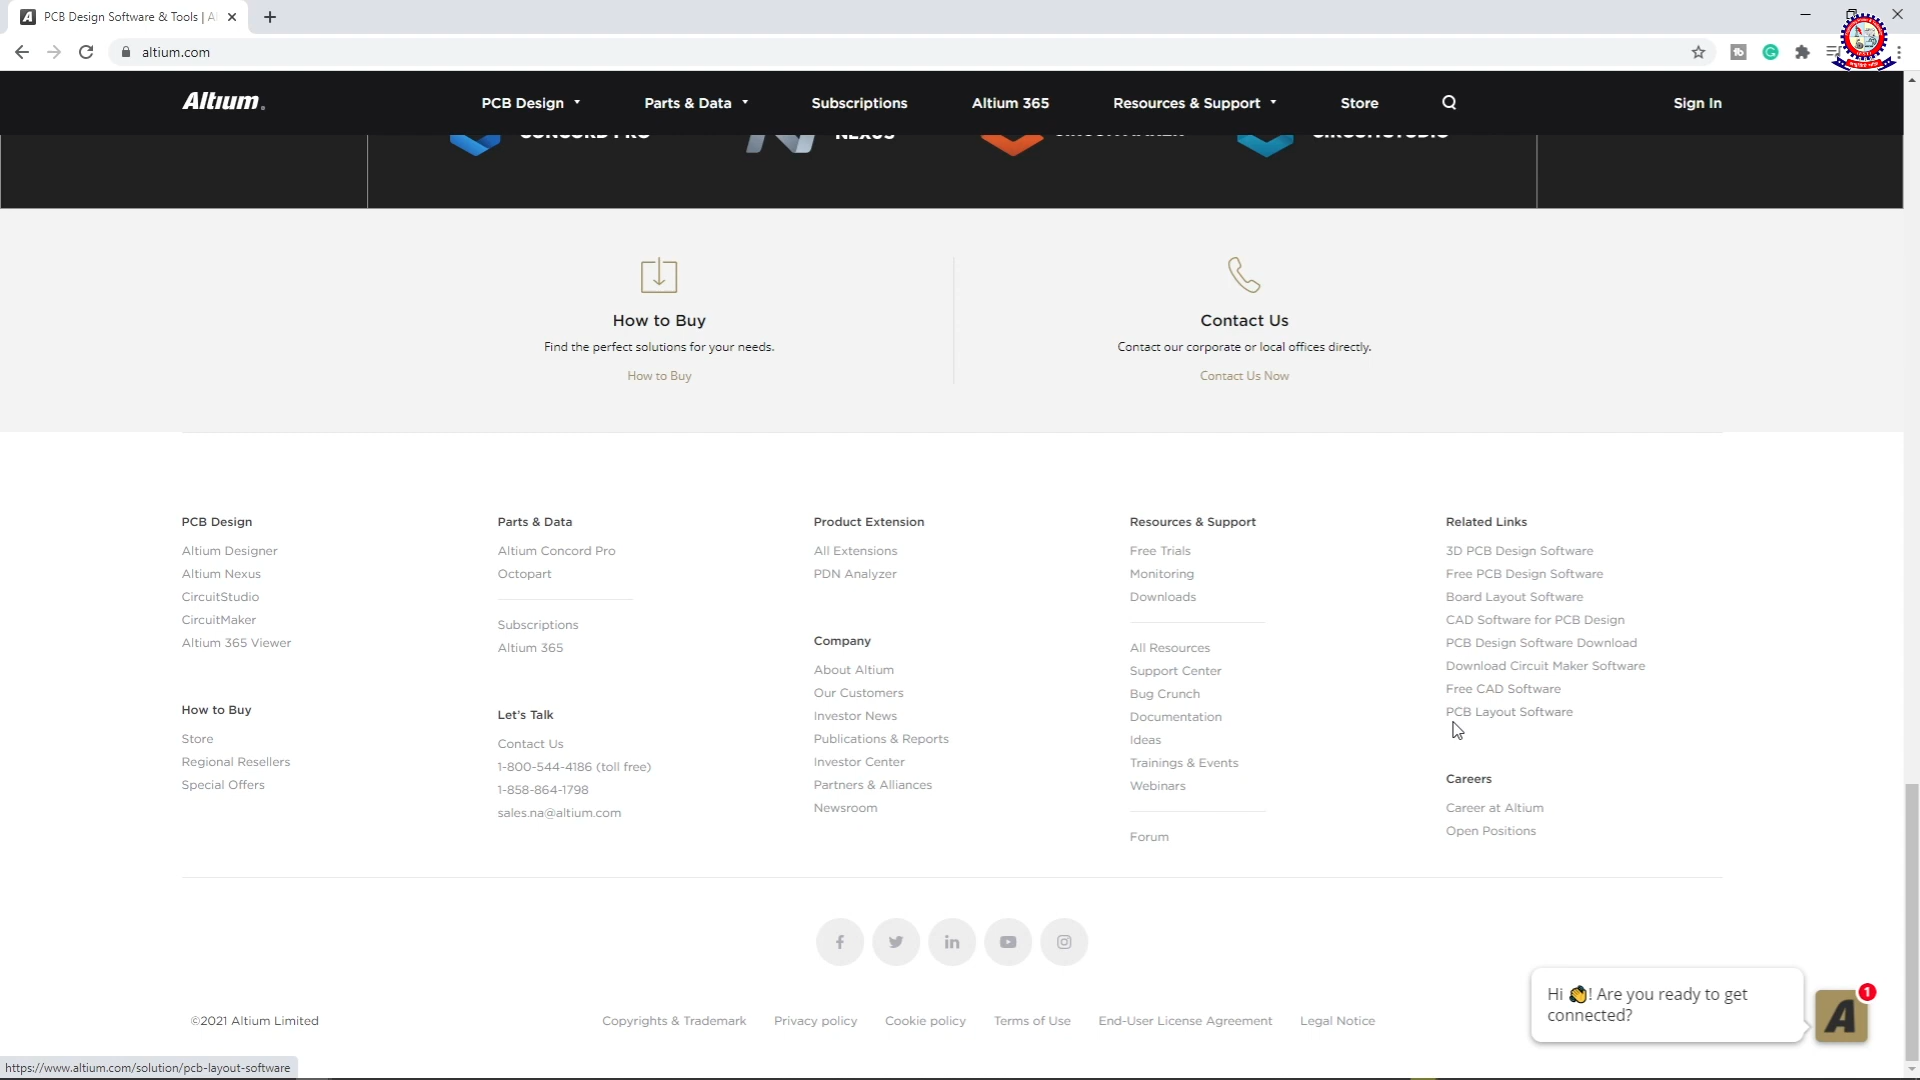 PCB Design Software & Tools | Al
altium.com
Altium.
PCB Design
Parts & Data
Subscriptions
Altium 365
Resources & Support
Store
Sign In
CONCORD PRO
NEXUS
CIRCUITMAKER
CIRCUITSTUDIO
How to Buy
Find the perfect solutions for your needs.
How to Buy
Contact Us
Contact our corporate or local offices directly.
Contact Us Now
PCB Design
Altium Designer
Altium Nexus
CircuitStudio
CircuitMaker
Altium 365 Viewer
How to Buy
Store
Regional Resellers
Special Offers
Parts & Data
Altium Concord Pro
Octopart
Subscriptions
Altium 365
Let's Talk
Contact Us
1-800-544-4186 (toll free)
1-858-864-1798
sales.na@altium.com
Product Extension
All Extensions
PDN Analyzer
Company
About Altium
Our Customers
Investor News
Publications & Reports
Investor Center
Partners & Alliances
Newsroom
Resources & Support
Free Trials
Monitoring
Downloads
All Resources
Support Center
Bug Crunch
Documentation
Ideas
Trainings & Events
Webinars
Forum
Related Links
3D PCB Design Software
Free PCB Design Software
Board Layout Software
CAD Software for PCB Design
PCB Design Software Download
Download Circuit Maker Software
Free CAD Software
PCB Layout Software
Careers
Career at Altium
Open Positions
©2021 Altium Limited
Copyrights & Trademark
Privacy policy
Cookie policy
Terms of Use
End-User License Agreement
Legal Notice
Hi 👏! Are you ready to get
connected?
1
https://www.altium.com/solution/pcb-layout-software